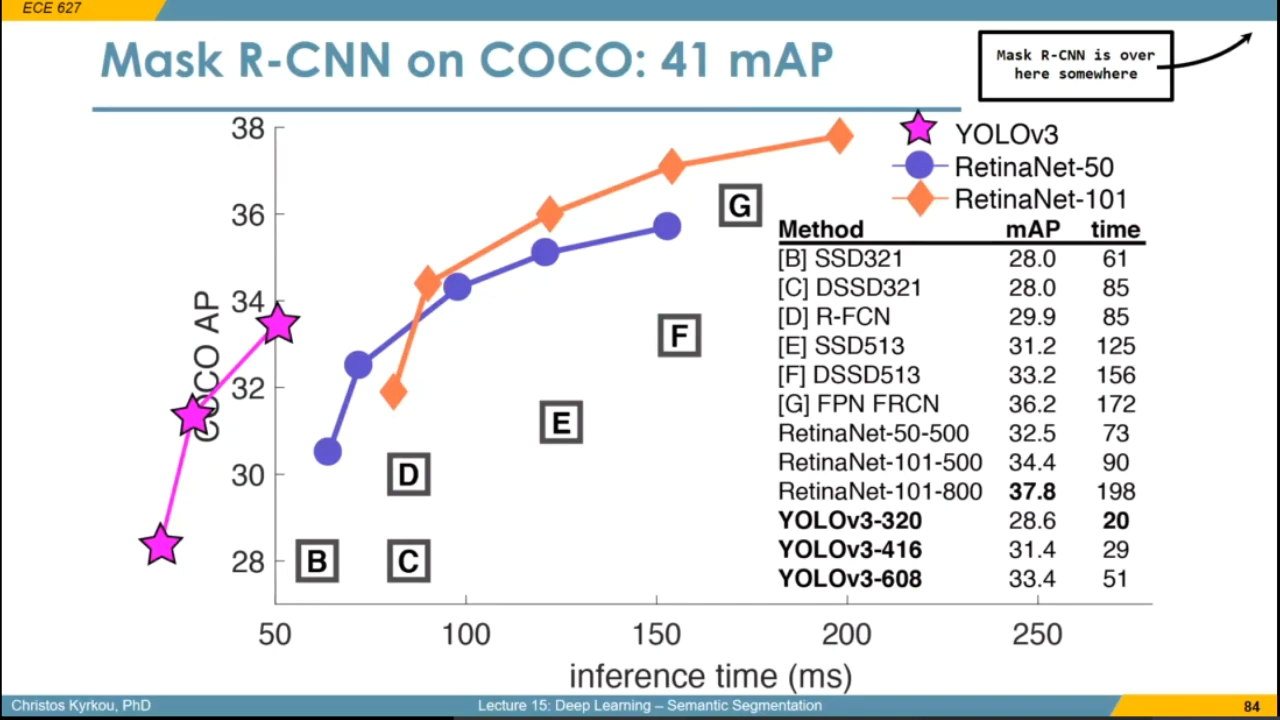 ECE 627
Mask R-CNN on COCO: 41 mAP
Mask R-CNN is over
here somewhere
38
36
34
32
30
28
COCO AP
50 100 150 200 250
inference time (ms)
B
C
D
E
F
G
YOLOv3
RetinaNet-50
RetinaNet-101
Method mAP time
[B] SSD321 28.0 61
[C] DSSD321 28.0 85
[D] R-FCN 29.9 85
[E] SSD513 31.2 125
[F] DSSD513 33.2 156
[G] FPN FRCN 36.2 172
RetinaNet-50-500 32.5 73
RetinaNet-101-500 34.4 90
RetinaNet-101-800 37.8 198
YOLOv3-320 28.6 20
YOLOv3-416 31.4 29
YOLOv3-608 33.4 51
Christos Kyrkou, PhD
Lecture 15: Deep Learning – Semantic Segmentation
84